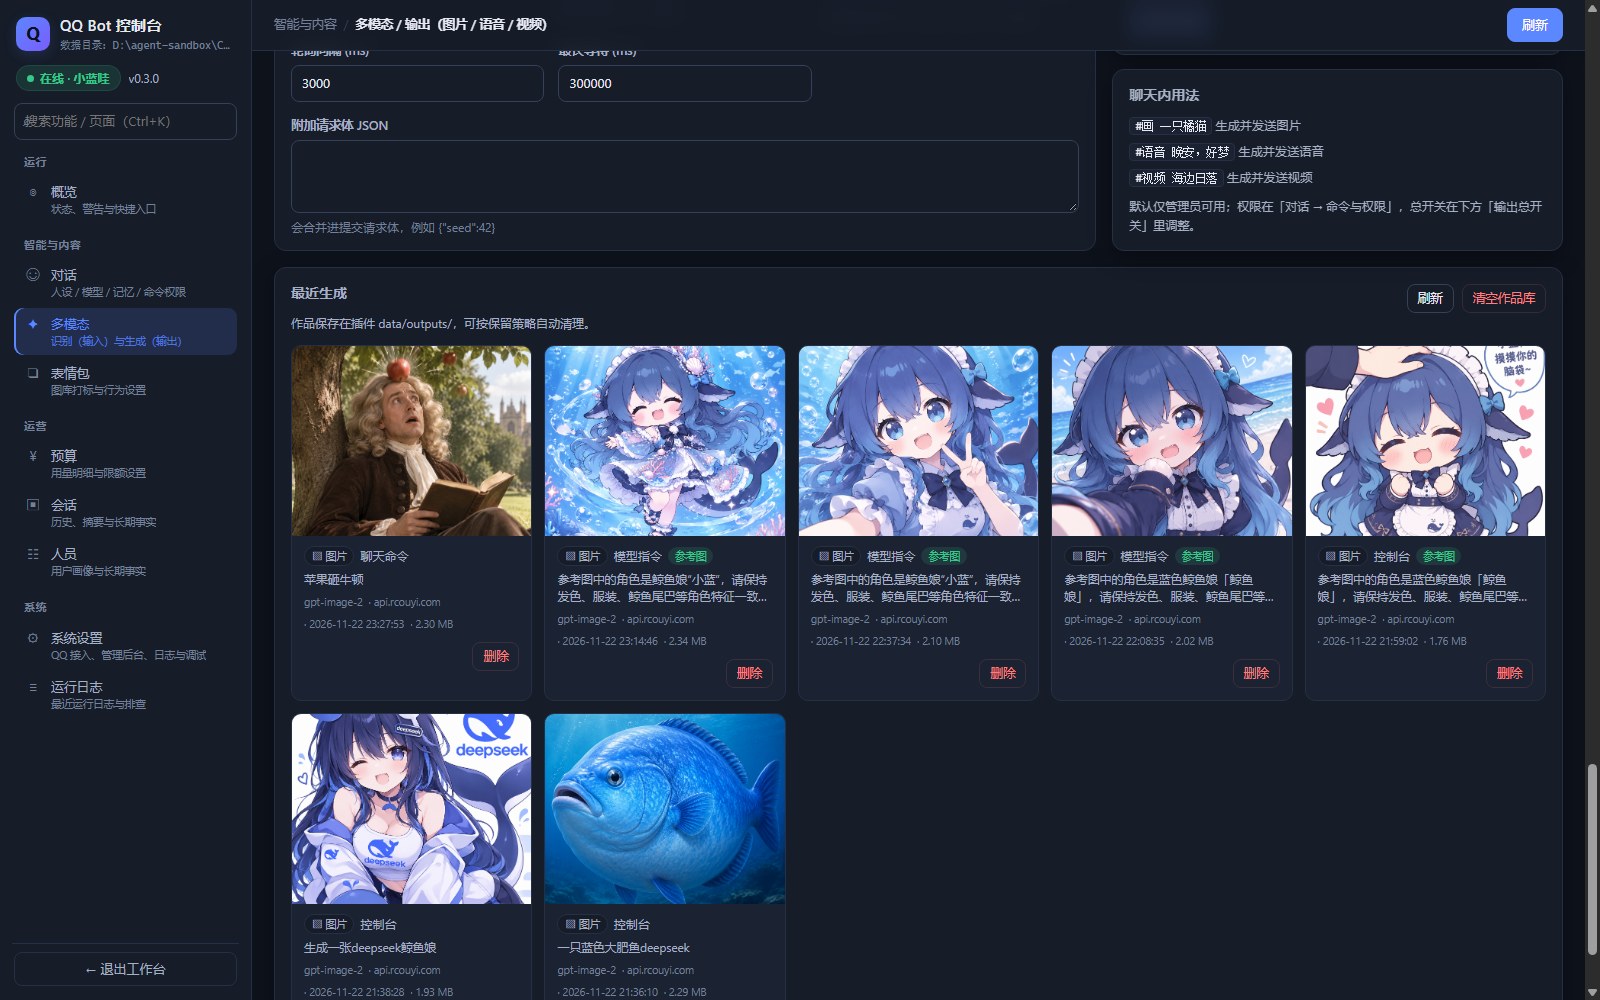 Q
QQ Bot 控制台
数据目录：D:\agent-sandbox\C...
在线 · 小蓝哇
v0.3.0
搜索功能 / 页面（Ctrl+K）
运行
概览
状态、警告与快捷入口
智能与内容
对话
人设 / 模型 / 记忆 / 命令权限
多模态
识别（输入）与生成（输出）
表情包
图库打标与行为设置
运营
预算
用量明细与限额设置
会话
历史、摘要与长期事实
人员
用户画像与长期事实
系统
系统设置
QQ 接入、管理后台、日志与调试
运行日志
最近运行日志与排查
← 退出工作台
智能与内容 / 多模态 / 输出（图片 / 语音 / 视频）
刷新
轮询间隔 (ms)
最长等待 (ms)
3000
300000
附加请求体 JSON
会合并进提交请求体，例如 {"seed":42}
聊天内用法
#画 一只橘猫 生成并发送图片
#语音 晚安，好梦 生成并发送语音
#视频 海边日落 生成并发送视频
默认仅管理员可用；权限在「对话 → 命令与权限」，总开关在下方「输出总开
关」里调整。
最近生成
刷新
清空作品库
作品保存在插件 data/outputs/，可按保留策略自动清理。
图片 聊天命令
苹果砸牛顿
gpt-image-2 · api.rcouyi.com
· 2026-11-22 23:27:53 · 2.30 MB
删除
图片 模型指令 参考图
参考图中的角色是鲸鱼娘“小蓝”，请保持
发色、服装、鲸鱼尾巴等角色特征一致...
gpt-image-2 · api.rcouyi.com
· 2026-11-22 23:14:46 · 2.34 MB
删除
图片 模型指令 参考图
参考图中的角色是鲸鱼娘“小蓝”，请保持
发色、服装、鲸鱼尾巴等角色特征一致...
gpt-image-2 · api.rcouyi.com
· 2026-11-22 22:37:34 · 2.10 MB
删除
图片 模型指令 参考图
参考图中的角色是蓝色鲸鱼娘「鲸鱼
娘」，请保持发色、服装、鲸鱼尾巴等...
gpt-image-2 · api.rcouyi.com
· 2026-11-22 22:08:35 · 2.02 MB
删除
摸摸你的
脑袋~
图片 控制台 参考图
参考图中的角色是蓝色鲸鱼娘「鲸鱼
娘」，请保持发色、服装、鲸鱼尾巴等...
gpt-image-2 · api.rcouyi.com
· 2026-11-22 21:59:02 · 1.76 MB
删除
deepseek
deepseek
deepseek
图片 控制台
生成一张deepseek鲸鱼娘
gpt-image-2 · api.rcouyi.com
· 2026-11-22 21:38:28 · 1.93 MB
图片 控制台
一只蓝色大肥鱼deepseek
gpt-image-2 · api.rcouyi.com
· 2026-11-22 21:36:10 · 2.29 MB